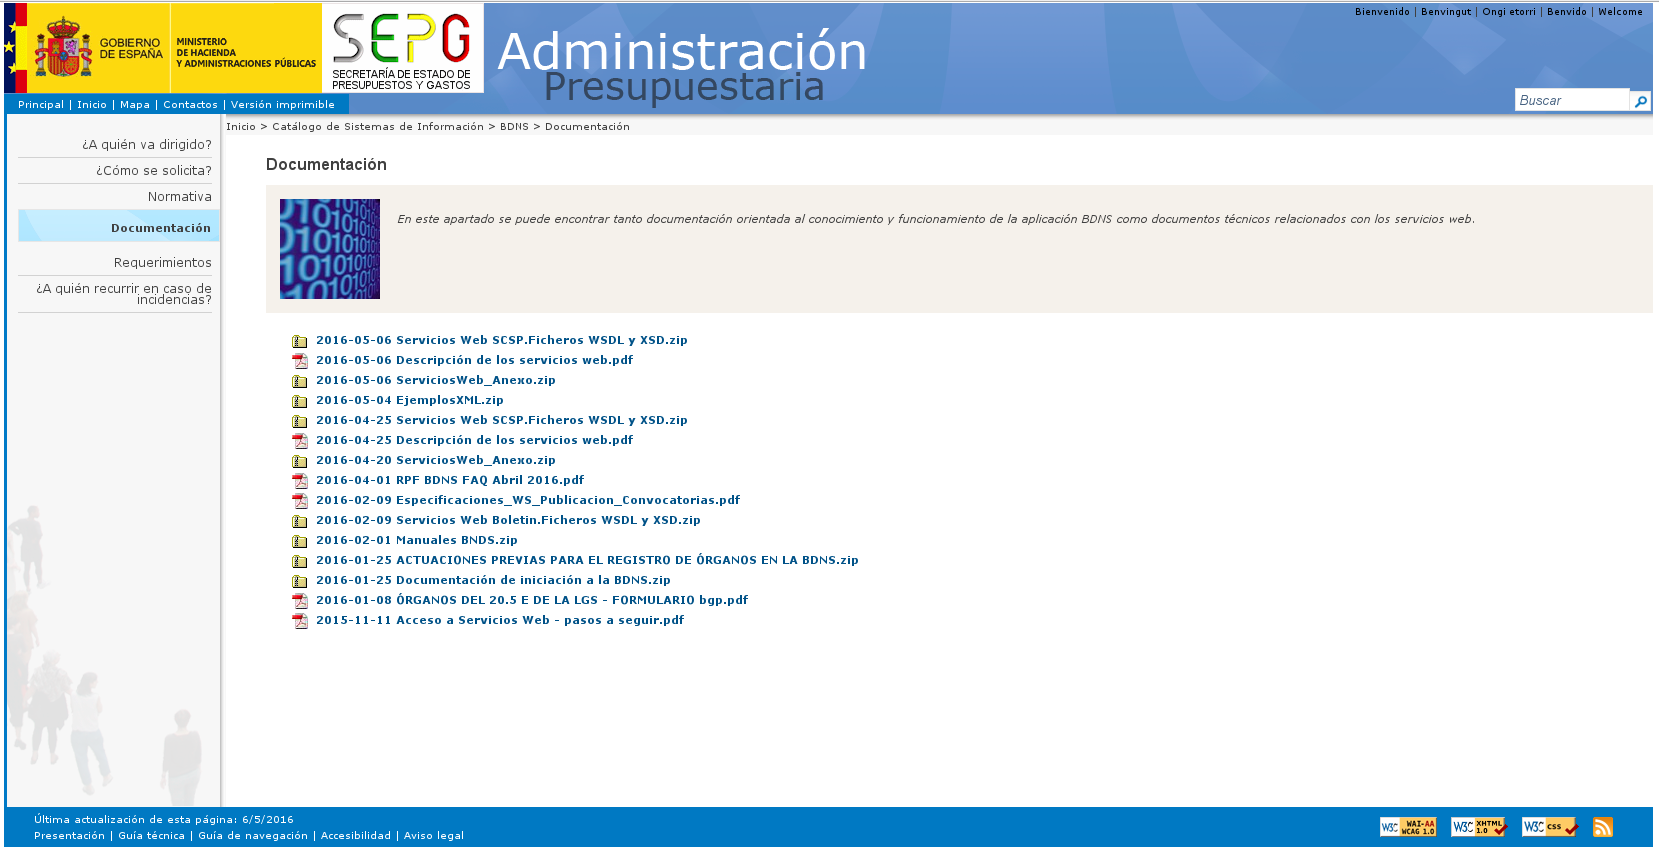 GOBIERNO
DE ESPAÑA
MINISTERIO
DE HACIENDA
Y ADMINISTRACIONES PÚBLICAS
SEPG
SECRETARÍA DE ESTADO DE
PRESUPUESTOS Y GASTOS
Administración
Presupuestaria
Bienvenido | Benvingut | Ongi etorri | Benvido | Welcome
Principal | Inicio | Mapa | Contactos | Versión imprimible
Buscar
¿A quién va dirigido?
¿Cómo se solicita?
Normativa
Documentación
Requerimientos
¿A quién recurrir en caso de
incidencias?
Inicio > Catálogo de Sistemas de Información > BDNS > Documentación
Documentación
En este apartado se puede encontrar tanto documentación orientada al conocimiento y funcionamiento de la aplicación BDNS como documentos técnicos relacionados con los servicios web.
2016-05-06 Servicios Web SCSP.Ficheros WSDL y XSD.zip
2016-05-06 Descripción de los servicios web.pdf
2016-05-06 ServiciosWeb_Anexo.zip
2016-05-04 EjemplosXML.zip
2016-04-25 Servicios Web SCSP.Ficheros WSDL y XSD.zip
2016-04-25 Descripción de los servicios web.pdf
2016-04-20 ServiciosWeb_Anexo.zip
2016-04-01 RPF BDNS FAQ Abril 2016.pdf
2016-02-09 Especificaciones_WS_Publicacion_Convocatorias.pdf
2016-02-09 Servicios Web Boletin.Ficheros WSDL y XSD.zip
2016-02-01 Manuales BNDS.zip
2016-01-25 ACTUACIONES PREVIAS PARA EL REGISTRO DE ÓRGANOS EN LA BDNS.zip
2016-01-25 Documentación de iniciación a la BDNS.zip
2016-01-08 ÓRGANOS DEL 20.5 E DE LA LGS - FORMULARIO bgp.pdf
2015-11-11 Acceso a Servicios Web - pasos a seguir.pdf
Última actualización de esta página: 6/5/2016
Presentación | Guía técnica | Guía de navegación | Accesibilidad | Aviso legal
W3C WAI-AA
WCAG 1.0
W3C XHTML
1.0
W3C css